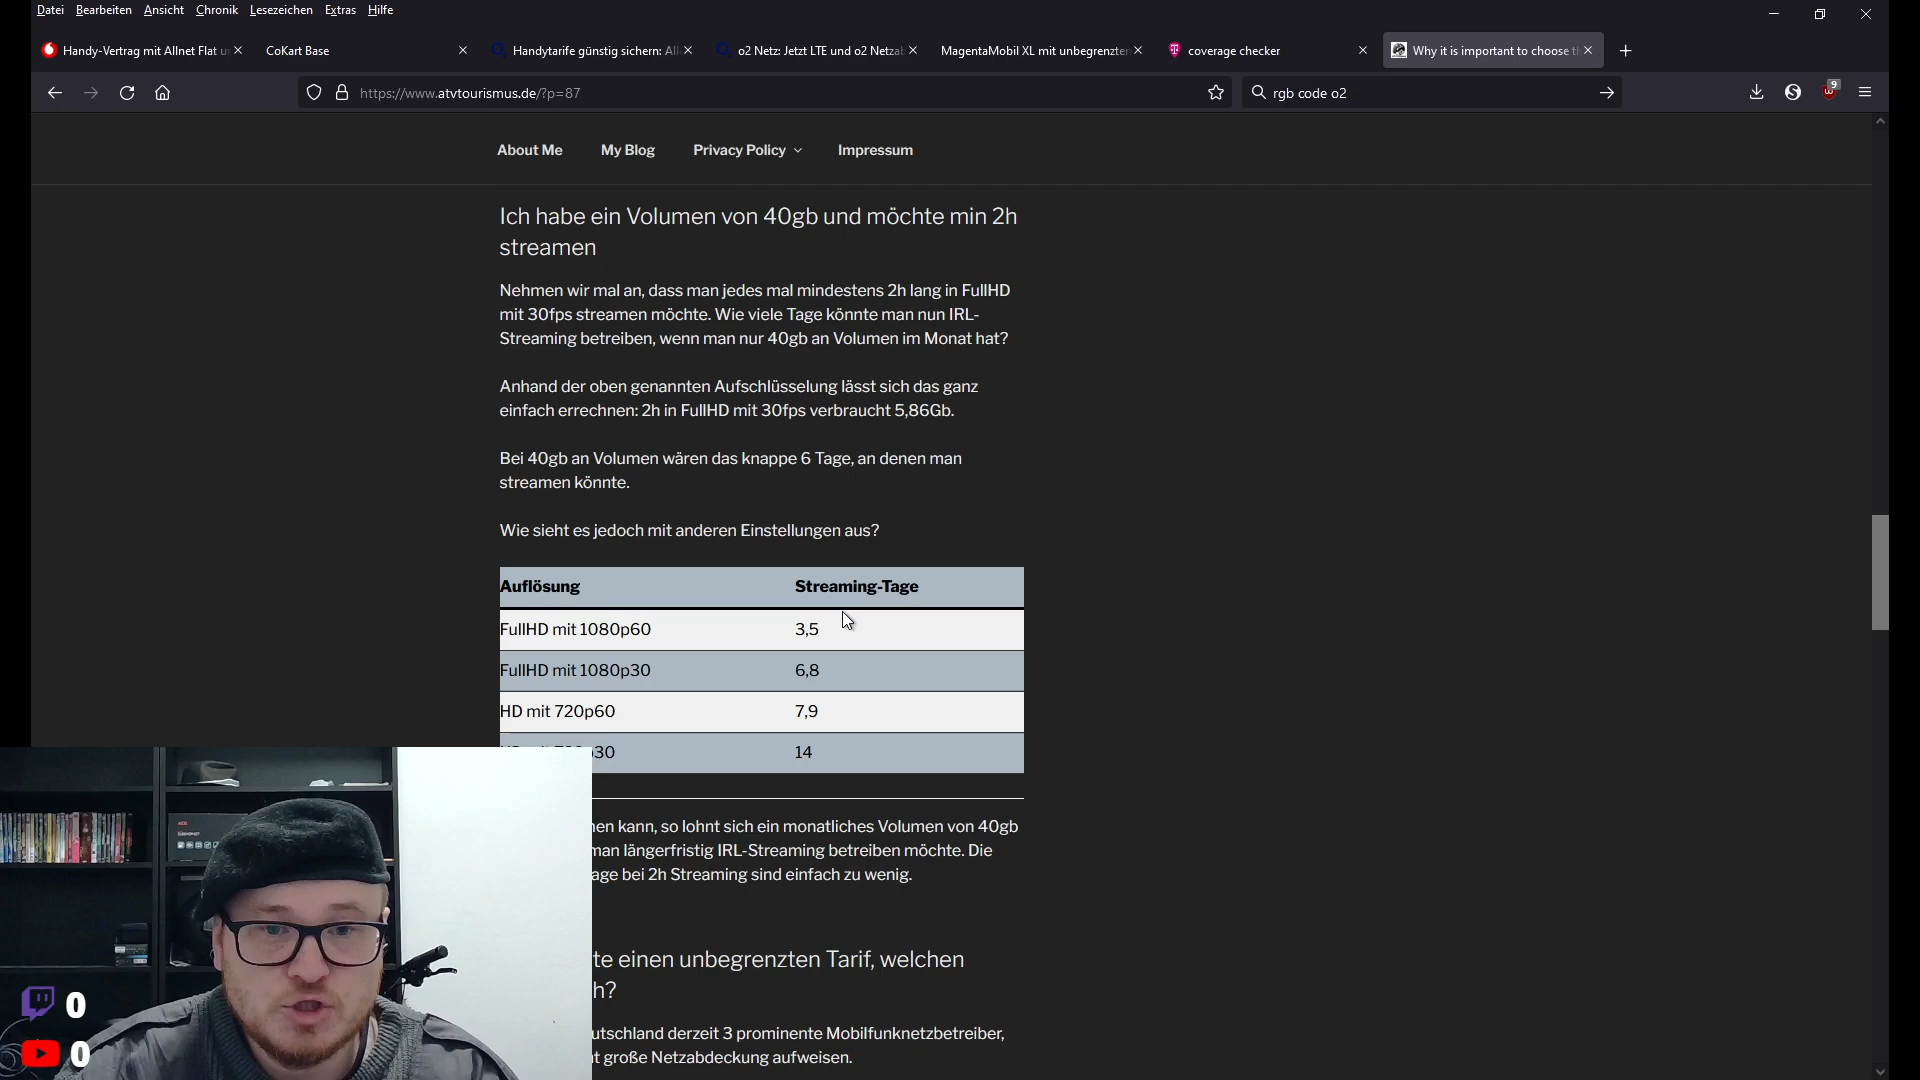 Datei Bearbeiten Ansicht Chronik Lesezeichen Extras Hilfe
Handy-Vertrag mit Allnet Flat u
CoKart Base
Handytarife günstig sichern: All
o2 Netz: Jetzt LTE und o2 Netza
MagentaMobil XL mit unbegrenzte
coverage checker
Why it is important to choose t
https://www.atvtourismus.de/?p=87
rgb code o2
9
About Me My Blog Privacy Policy Impressum
Ich habe ein Volumen von 40gb und möchte min 2h
streamen
Nehmen wir mal an, dass man jedes mal mindestens 2h lang in FullHD
mit 30fps streamen möchte. Wie viele Tage könnte man nun IRL-
Streaming betreiben, wenn man nur 40gb an Volumen im Monat hat?
Anhand der oben genannten Aufschlüsselung lässt sich das ganz
einfach errechnen: 2h in FullHD mit 30fps verbraucht 5,86Gb.
Bei 40gb an Volumen wären das knappe 6 Tage, an denen man
streamen könnte.
Wie sieht es jedoch mit anderen Einstellungen aus?
Auflösung Streaming-Tage
FullHD mit 1080p60 3,5
FullHD mit 1080p30 6,8
HD mit 720p60 7,9
30 14
en kann, so lohnt sich ein monatliches Volumen von 40gb
man längerfristig IRL-Streaming betreiben möchte. Die
age bei 2h Streaming sind einfach zu wenig.
te einen unbegrenzten Tarif, welchen
h?
utschland derzeit 3 prominente Mobilfunknetzbetreiber,
t große Netzabdeckung aufweisen.
0
0